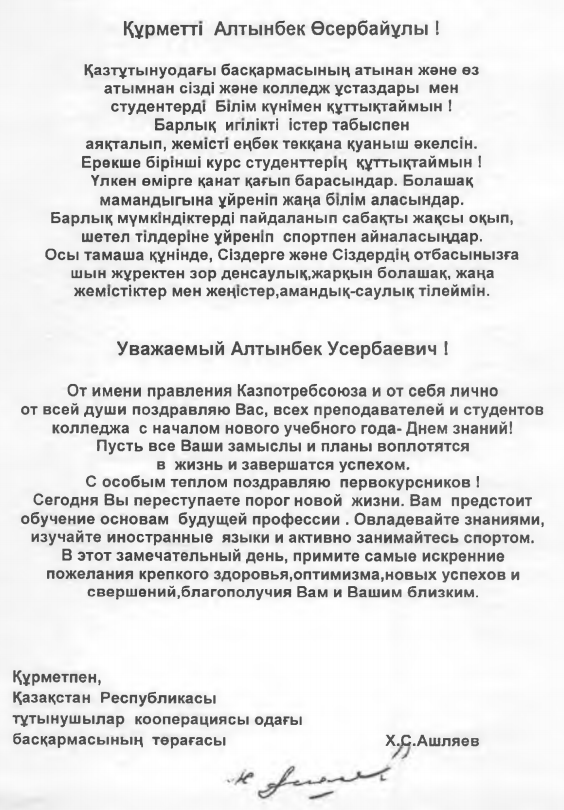 Құрметті Алтынбек Өсербайұлы !
Қазтұтынуодағы басқармасының атынан және өз
атымнан сізді және колледж ұстаздары мен
студентерді Білім күнімен құттықтаймын !
Барлық игілікті істер табыспен
аяқталып, жемісті еңбек төккана қуаныш әкелсін.
Ерекше бірінші курс студенттерің құттықтаймын !
Үлкен өмірге қанат қағып барасындар. Болашақ
мамандыгына ұйреніп жаңа білім аласындар.
Барлық мүмкіндіктерді пайдаланып сабақты жақсы оқып,
шетел тілдеріне ұйреніп спортпен айналасыңдар.
Осы тамаша құнінде, Сіздерге және Сіздердің отбасынызға
шын жұректен зор денсаулық,жарқын болашақ, жаңа
жемістіктер мен жеңістер,амандық-саулық тілеймін.
Уважаемый Алтынбек Усербаевич !
От имени правления Казпотребсоюза и от себя лично
от всей души поздравляю Вас, всех преподавателей и студентов
колледжа с началом нового учебного года- Днем знаний!
Пусть все Ваши замыслы и планы воплотятся
в жизнь и завершатся успехом.
С особым теплом поздравляю первокурсников !
Сегодня Вы переступаете порог новой жизни. Вам предстоит
обучение основам будущей профессии . Овладевайте знаниями,
изучайте иностранные языки и активно занимайтесь спортом.
В этот замечательный день, примите самые искренние
пожелания крепкого здоровья,оптимизма,новых успехов и
свершений,благополучия Вам и Вашим близким.
Құрметпен,
Қазақстан Республикасы
тұтынушылар кооперациясы одағы
басқармасының төрағасы Х.С.Ашляев